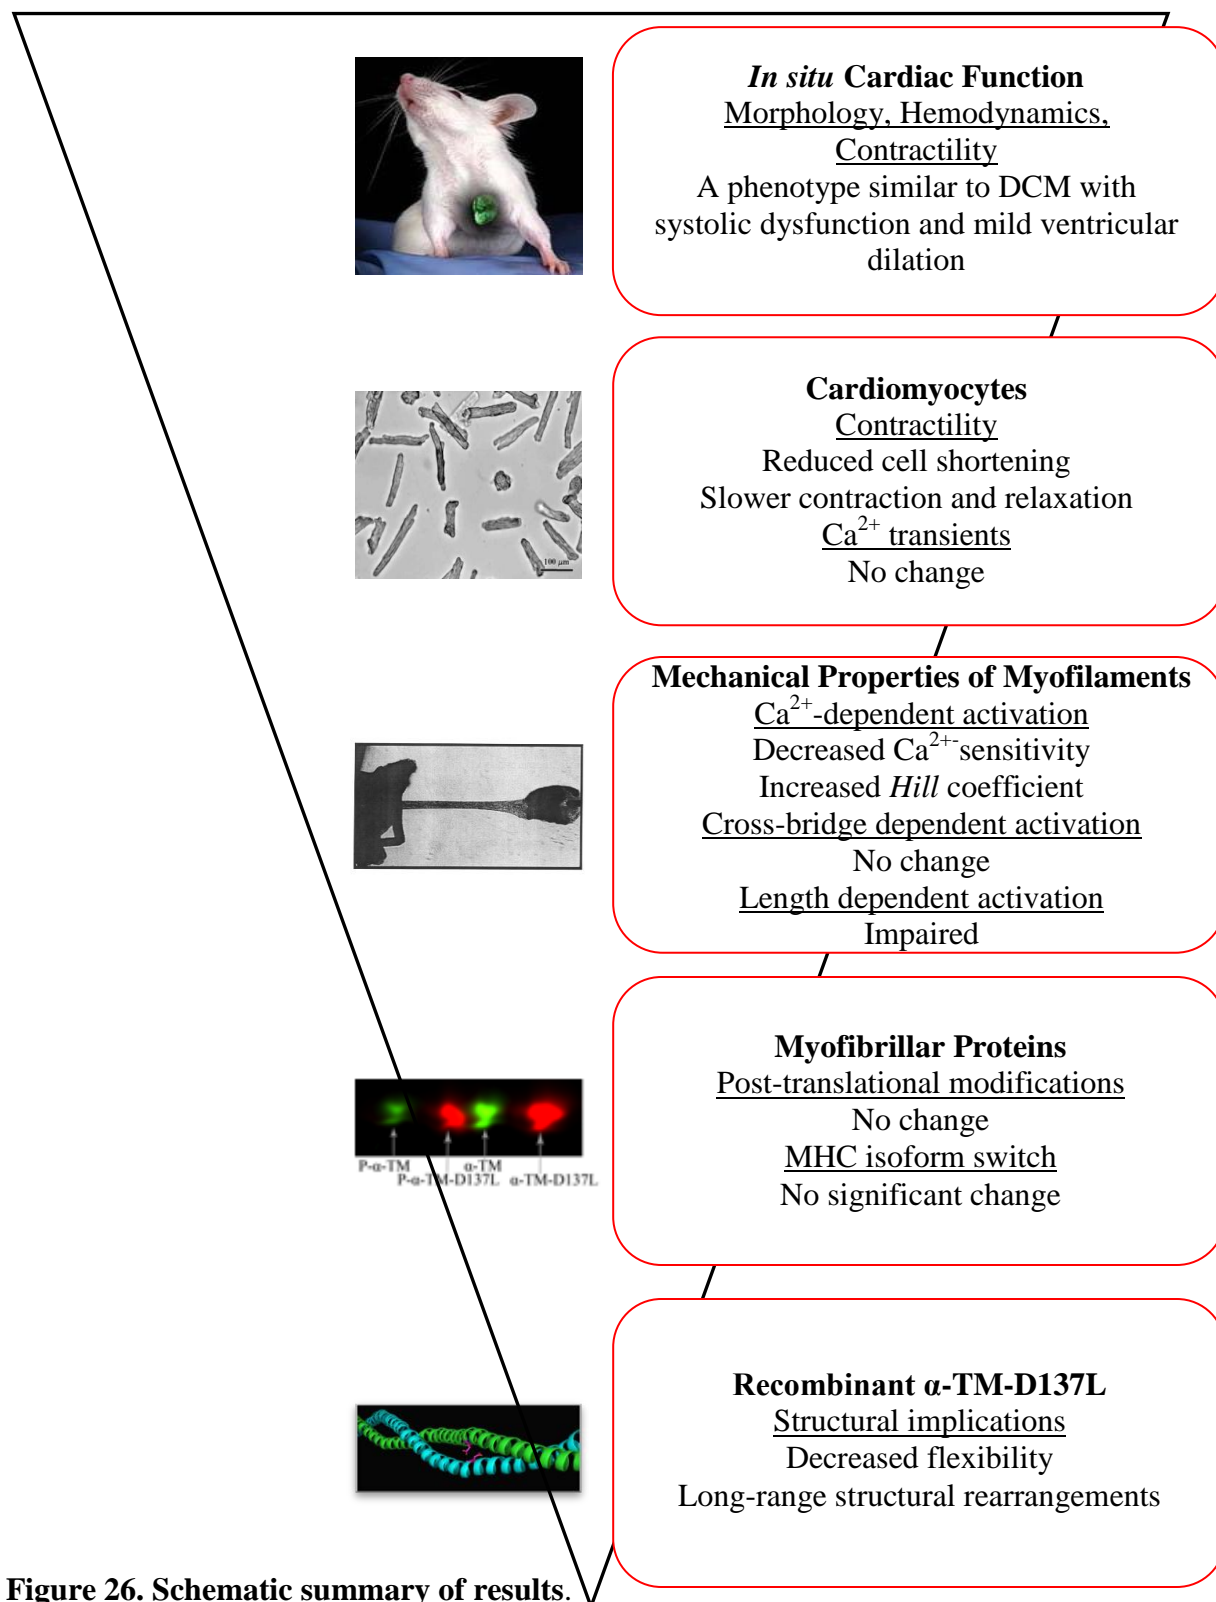 In situ Cardiac Function
Morphology, Hemodynamics,
Contractility
A phenotype similar to DCM with
systolic dysfunction and mild ventricular
dilation
Cardiomyocytes
Contractility
Reduced cell shortening
Slower contraction and relaxation
Ca²⁺ transients
No change
100 µm
Mechanical Properties of Myofilaments
Ca²⁺-dependent activation
Decreased Ca²⁺⁻sensitivity
Increased Hill coefficient
Cross-bridge dependent activation
No change
Length dependent activation
Impaired
Myofibrillar Proteins
Post-translational modifications
No change
MHC isoform switch
No significant change
P-α-TM α-TM
P-α-TM-D137L α-TM-D137L
Recombinant α-TM-D137L
Structural implications
Decreased flexibility
Long-range structural rearrangements
Figure 26. Schematic summary of results.